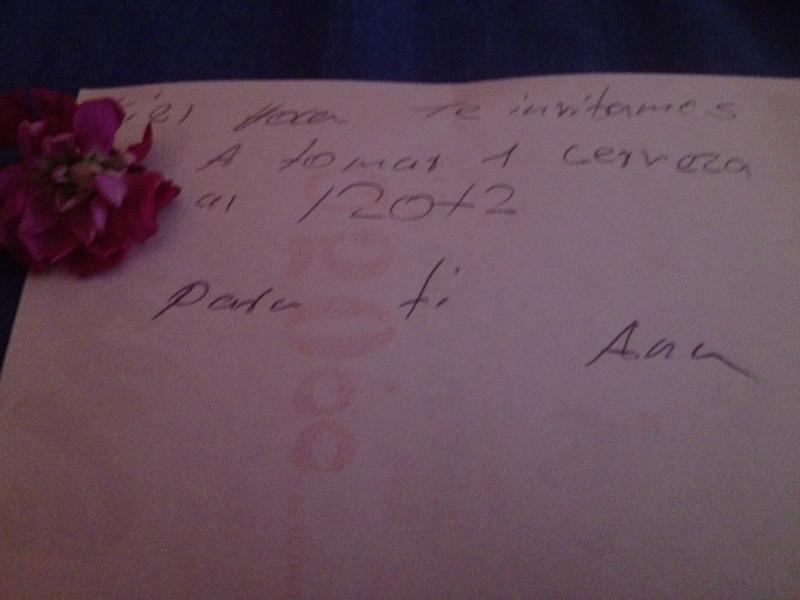 te invitamos
A tomar 1 cerveza
al 120+2
para ti
Ana